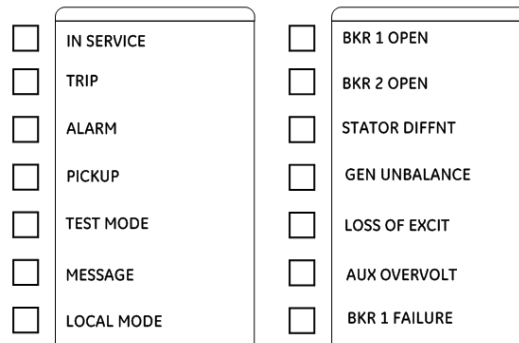 IN SERVICE
TRIP
ALARM
PICKUP
TEST MODE
MESSAGE
LOCAL MODE
BKR 1 OPEN
BKR 2 OPEN
STATOR DIFFNT
GEN UNBALANCE
LOSS OF EXCIT
AUX OVERVOLT
BKR 1 FAILURE